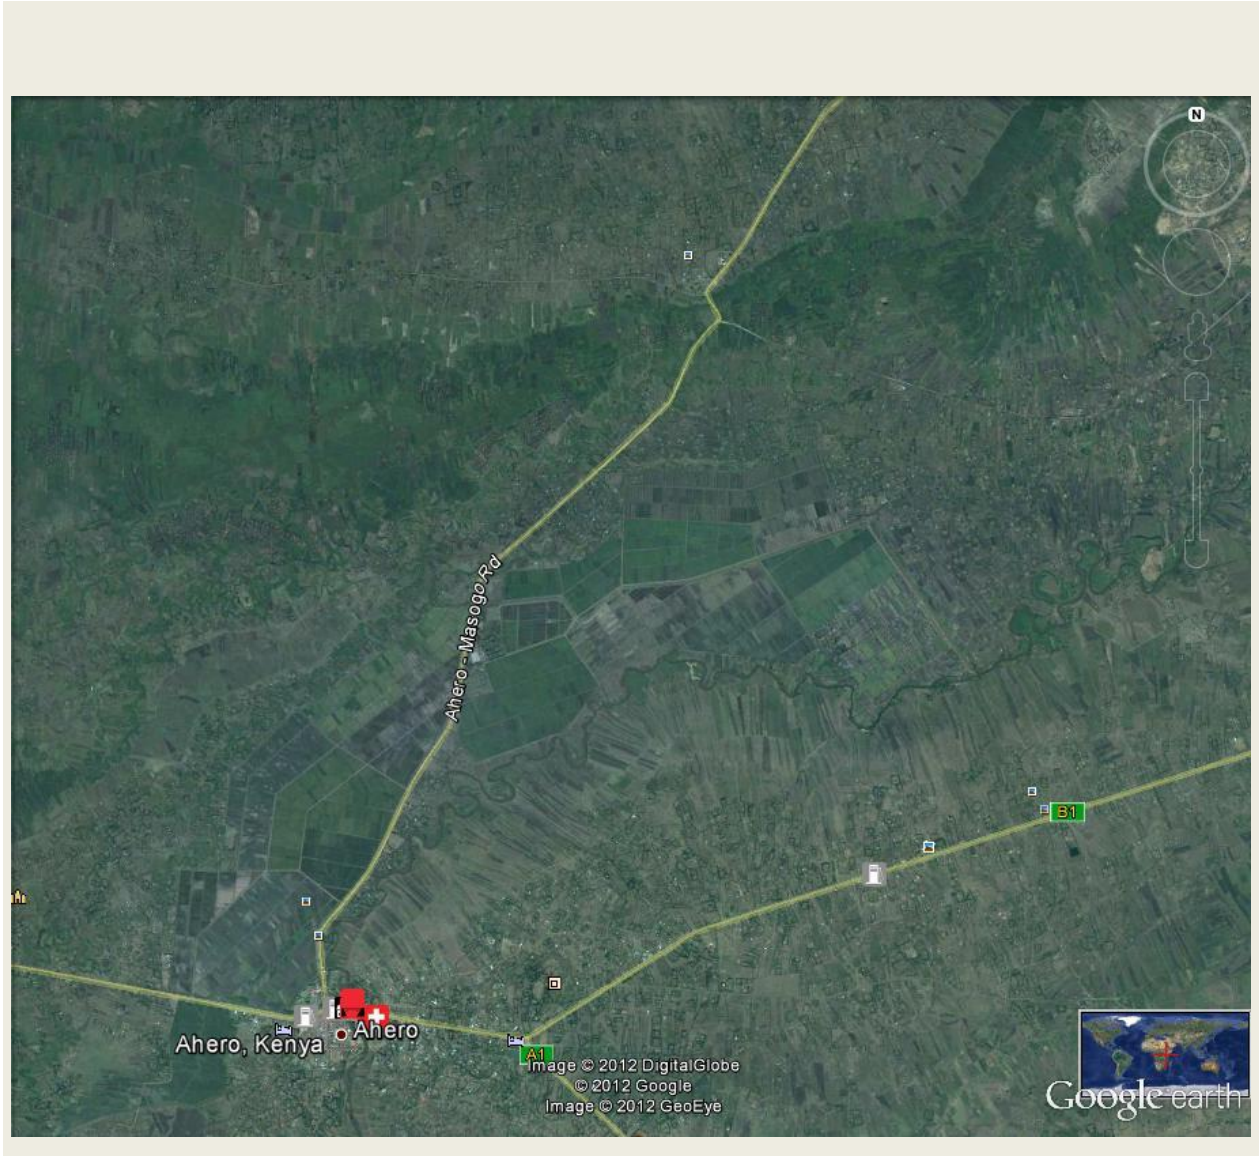 N
Ahero - Masogo Rd
B1
Ahero
Ahero, Kenya
A1
Image © 2012 DigitalGlobe
© 2012 Google
Image © 2012 GeoEye
Google earth